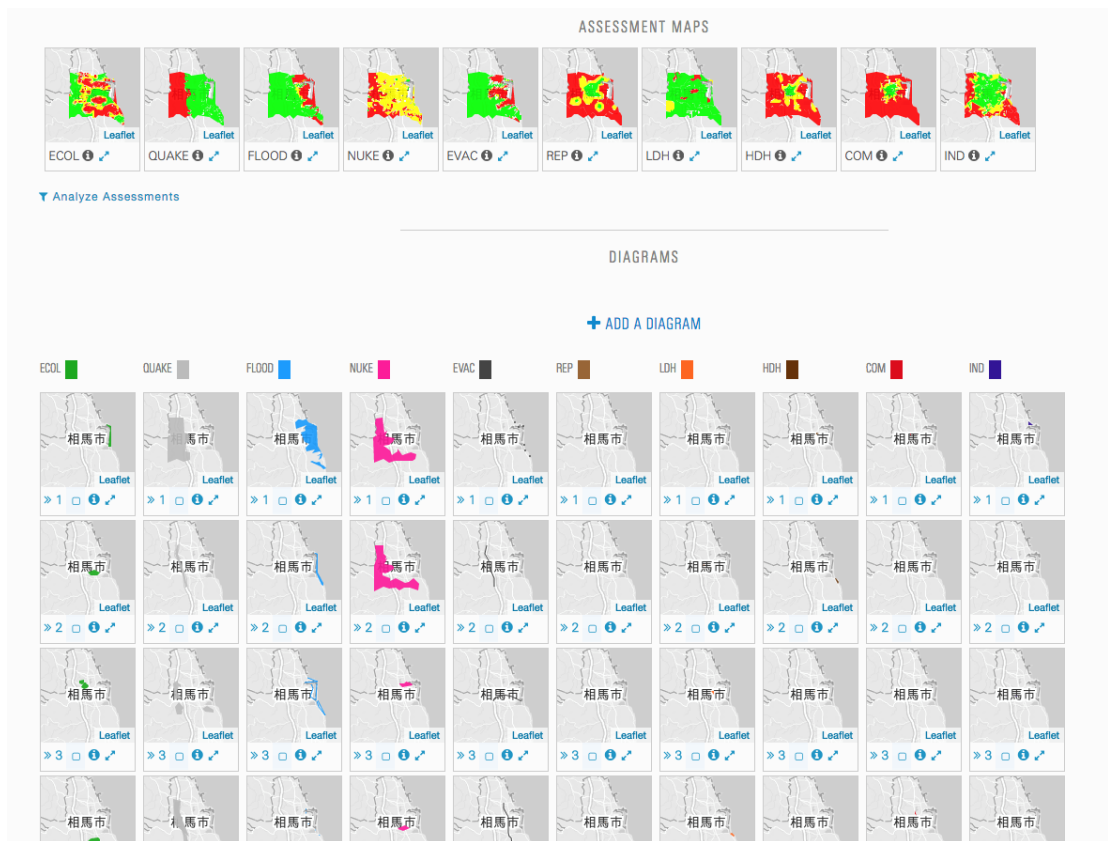 ASSESSMENT MAPS
Leaflet Leaflet Leaflet Leaflet Leaflet Leaflet Leaflet Leaflet Leaflet Leaflet
ECOL QUAKE FLOOD NUKE EVAC REP LDH HDH COM IND
Analyze Assessments
DIAGRAMS
+ ADD A DIAGRAM
ECOL QUAKE FLOOD NUKE EVAC REP LDH HDH COM IND
相馬市 馬市 相馬市 馬市 相馬市 相馬市 相馬市 相馬市 相馬市 相馬市
Leaflet Leaflet Leaflet Leaflet Leaflet Leaflet Leaflet Leaflet Leaflet Leaflet
» 1 » 1 » 1 » 1 » 1 » 1 » 1 » 1 » 1 » 1
相馬市 相馬市 相馬市 馬市 相馬市 相馬市 相馬市 相馬市 相馬市 相馬市
Leaflet Leaflet Leaflet Leaflet Leaflet Leaflet Leaflet Leaflet Leaflet Leaflet
» 2 » 2 » 2 » 2 » 2 » 2 » 2 » 2 » 2 » 2
相馬市 相馬市 相馬市 相馬市 相馬市 相馬市 相馬市 相馬市 相馬市 相馬市
Leaflet Leaflet Leaflet Leaflet Leaflet Leaflet Leaflet Leaflet Leaflet Leaflet
» 3 » 3 » 3 » 3 » 3 » 3 » 3 » 3 » 3 » 3
相馬市 馬市 相馬市 相馬市 相馬市 相馬市 相馬市 相馬市 相馬市 相馬市